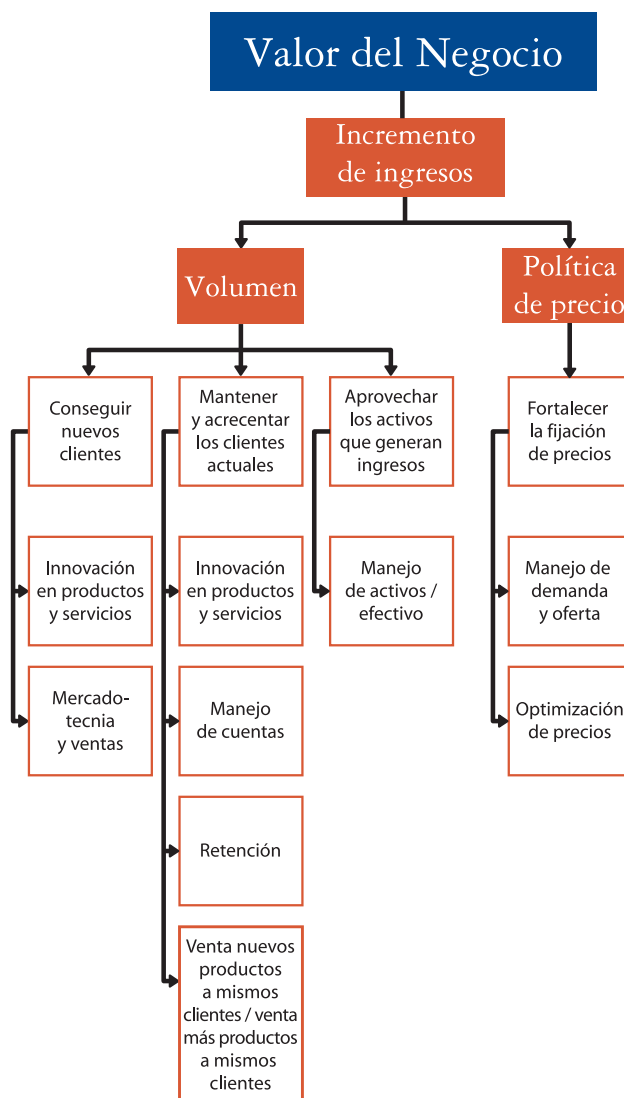 Valor del Negocio
Incremento
de ingresos
Volumen
Política
de precio
Conseguir
nuevos
clientes
Mantener
y acrecentar
los clientes
actuales
Aprovechar
los activos
que generan
ingresos
Fortalecer
la fijación
de precios
Innovación
en productos
y servicios
Innovación
en productos
y servicios
Manejo
de activos /
efectivo
Manejo de
demanda
y oferta
Mercado-
tecnia
y ventas
Manejo
de cuentas
Optimización
de precios
Retención
Venta nuevos
productos
a mismos
clientes / venta
más productos
a mismos
clientes